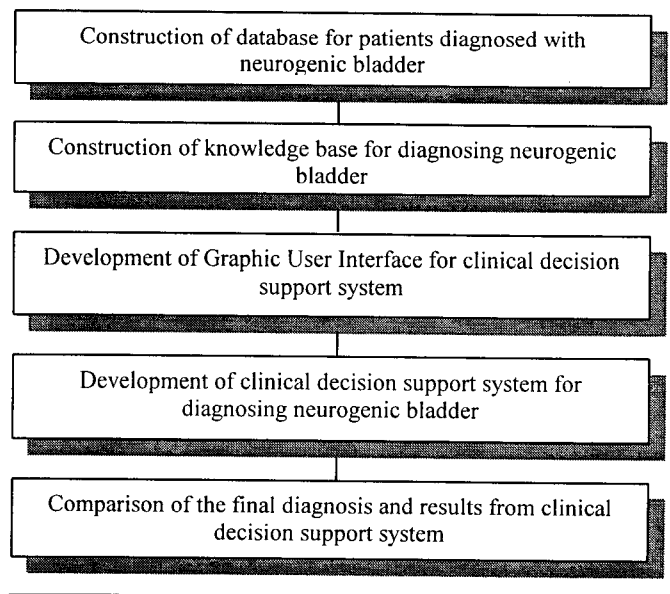 Construction of database for patients diagnosed with
neurogenic bladder
Construction of knowledge base for diagnosing neurogenic
bladder
Development of Graphic User Interface for clinical decision
support system
Development of clinical decision support system for
diagnosing neurogenic bladder
Comparison of the final diagnosis and results from clinical
decision support system